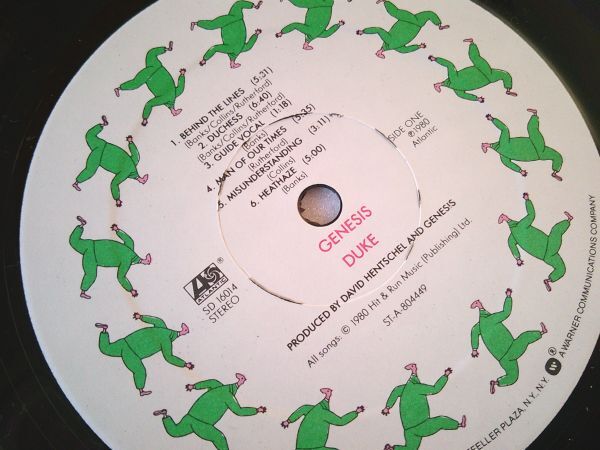 1. BEHIND THE LINES (5:31)
(Banks/Collins/Rutherford)
2. DUCHESS (6:40)
(Banks/Collins/Rutherford)
3. GUIDE VOCAL (1:18)
(Banks)
4. MAN OF OUR TIMES (5:35)
(Rutherford)
5. MISUNDERSTANDING (3:11)
(Collins)
6. HEATHAZE (5:00)
(Banks)
SIDE ONE
℗1980
Atlantic
GENESIS
DUKE
ATLANTIC
SD 16014
STEREO
PRODUCED BY DAVID HENTSCHEL AND GENESIS
All songs: © 1980 Hit & Run Music (Publishing) Ltd.
ST-A-804449
PLAZA, N.Y., N.Y. ® A WARNER COMMUNICATIONS COMPANY